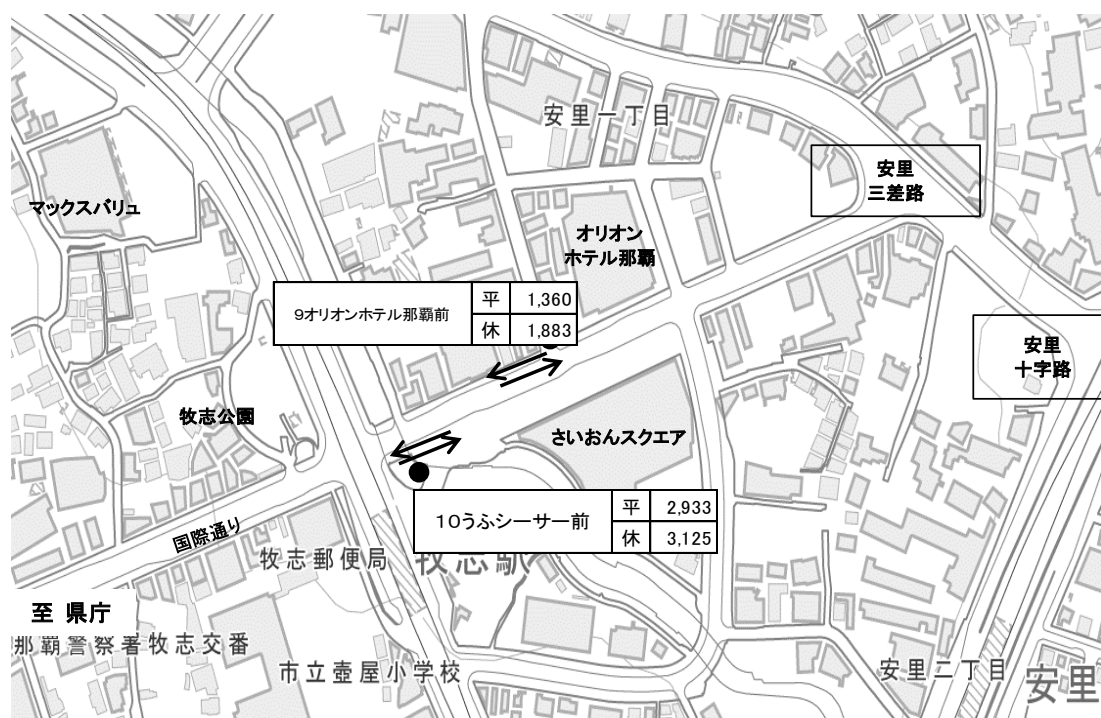 安里一丁目
安里
三差路
マックスバリュ
オリオン
ホテル那覇
9オリオンホテル那覇前
平 1,360
休 1,883
安里
十字路
牧志公園
さいおんスクエア
10うふシーサー前
平 2,933
休 3,125
国際通り
牧志郵便局
牧志駅
至 県庁
那覇警察署牧志交番
市立壺屋小学校
安里二丁目
安里